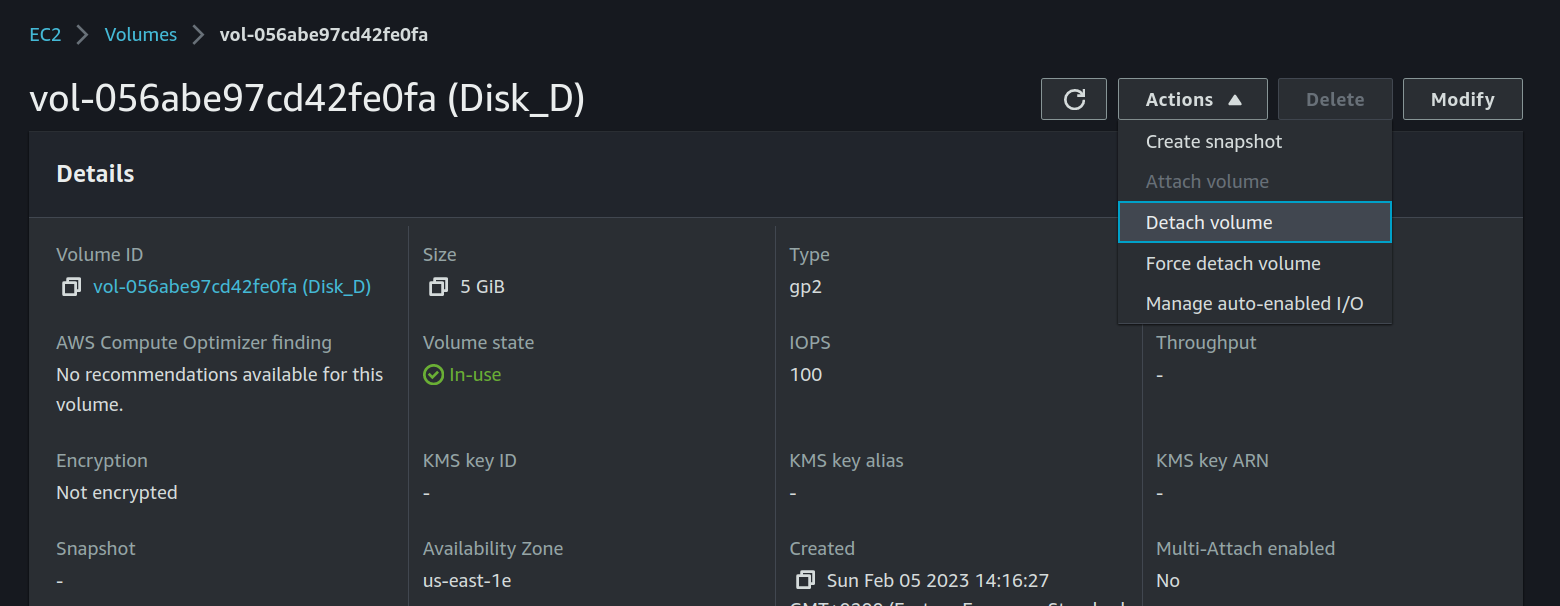 EC2 > Volumes > vol-056abe97cd42fe0fa
vol-056abe97cd42fe0fa (Disk_D)
Actions
Delete
Modify
Create snapshot
Attach volume
Detach volume
Force detach volume
Manage auto-enabled I/O
Details
Volume ID
vol-056abe97cd42fe0fa (Disk_D)
Size
5 GiB
Type
gp2
AWS Compute Optimizer finding
No recommendations available for this
volume.
Volume state
In-use
IOPS
100
Throughput
-
Encryption
Not encrypted
KMS key ID
-
KMS key alias
-
KMS key ARN
-
Snapshot
-
Availability Zone
us-east-1e
Created
Sun Feb 05 2023 14:16:27
Multi-Attach enabled
No